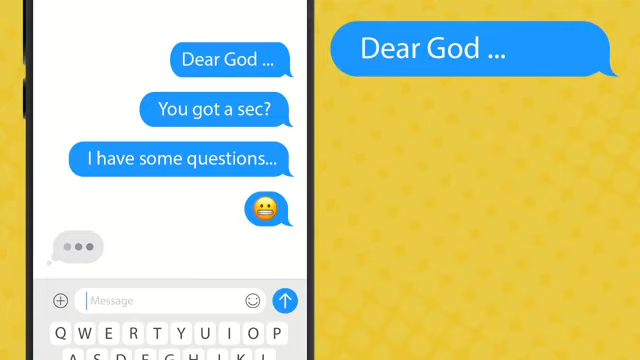 Dear God ...
You got a sec?
I have some questions...
😬
Message
Q W E R T Y U I O P
A S D F G H J K L
Dear God ...